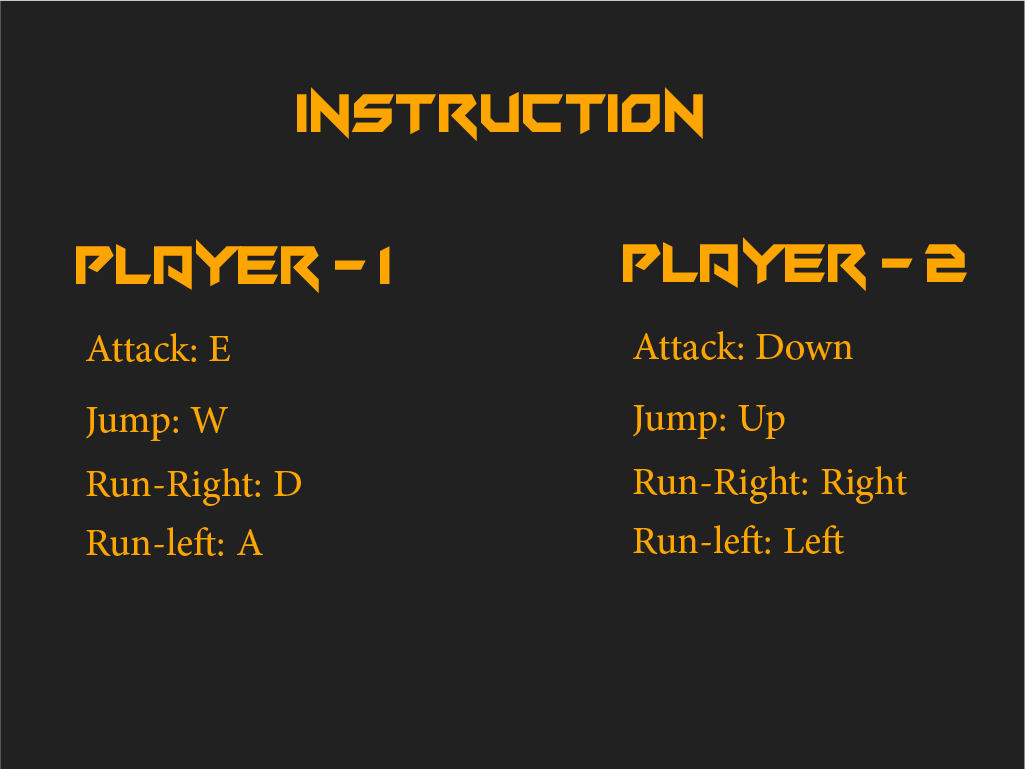 INSTRUCTION
PLAYER - 1
Attack: E
Jump: W
Run-Right: D
Run-left: A
PLAYER - 2
Attack: Down
Jump: Up
Run-Right: Right
Run-left: Left